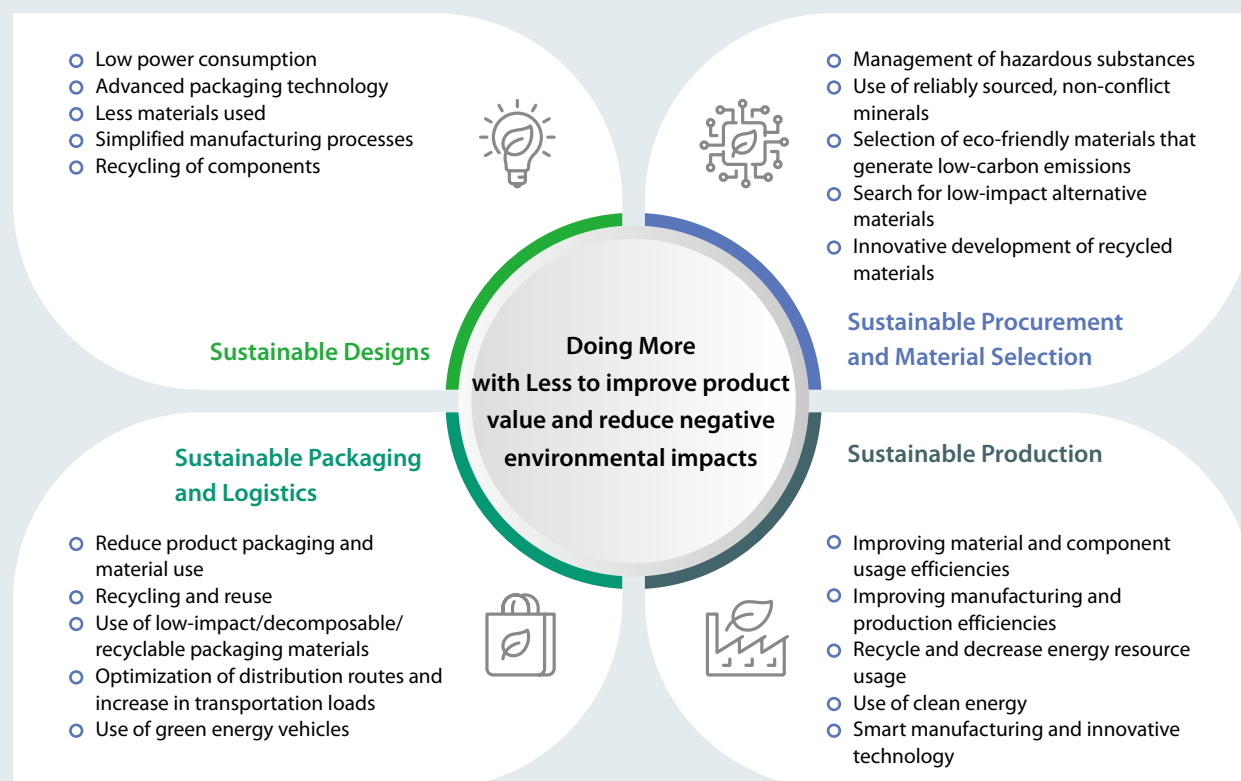 Low power consumption
Advanced packaging technology
Less materials used
Simplified manufacturing processes
Recycling of components
Sustainable Designs
Management of hazardous substances
Use of reliably sourced, non-conflict
minerals
Selection of eco-friendly materials that
generate low-carbon emissions
Search for low-impact alternative
materials
Innovative development of recycled
materials
Sustainable Procurement
and Material Selection
Doing More
with Less to improve product
value and reduce negative
environmental impacts
Sustainable Packaging
and Logistics
Reduce product packaging and
material use
Recycling and reuse
Use of low-impact/decomposable/
recyclable packaging materials
Optimization of distribution routes and
increase in transportation loads
Use of green energy vehicles
Sustainable Production
Improving material and component
usage efficiencies
Improving manufacturing and
production efficiencies
Recycle and decrease energy resource
usage
Use of clean energy
Smart manufacturing and innovative
technology